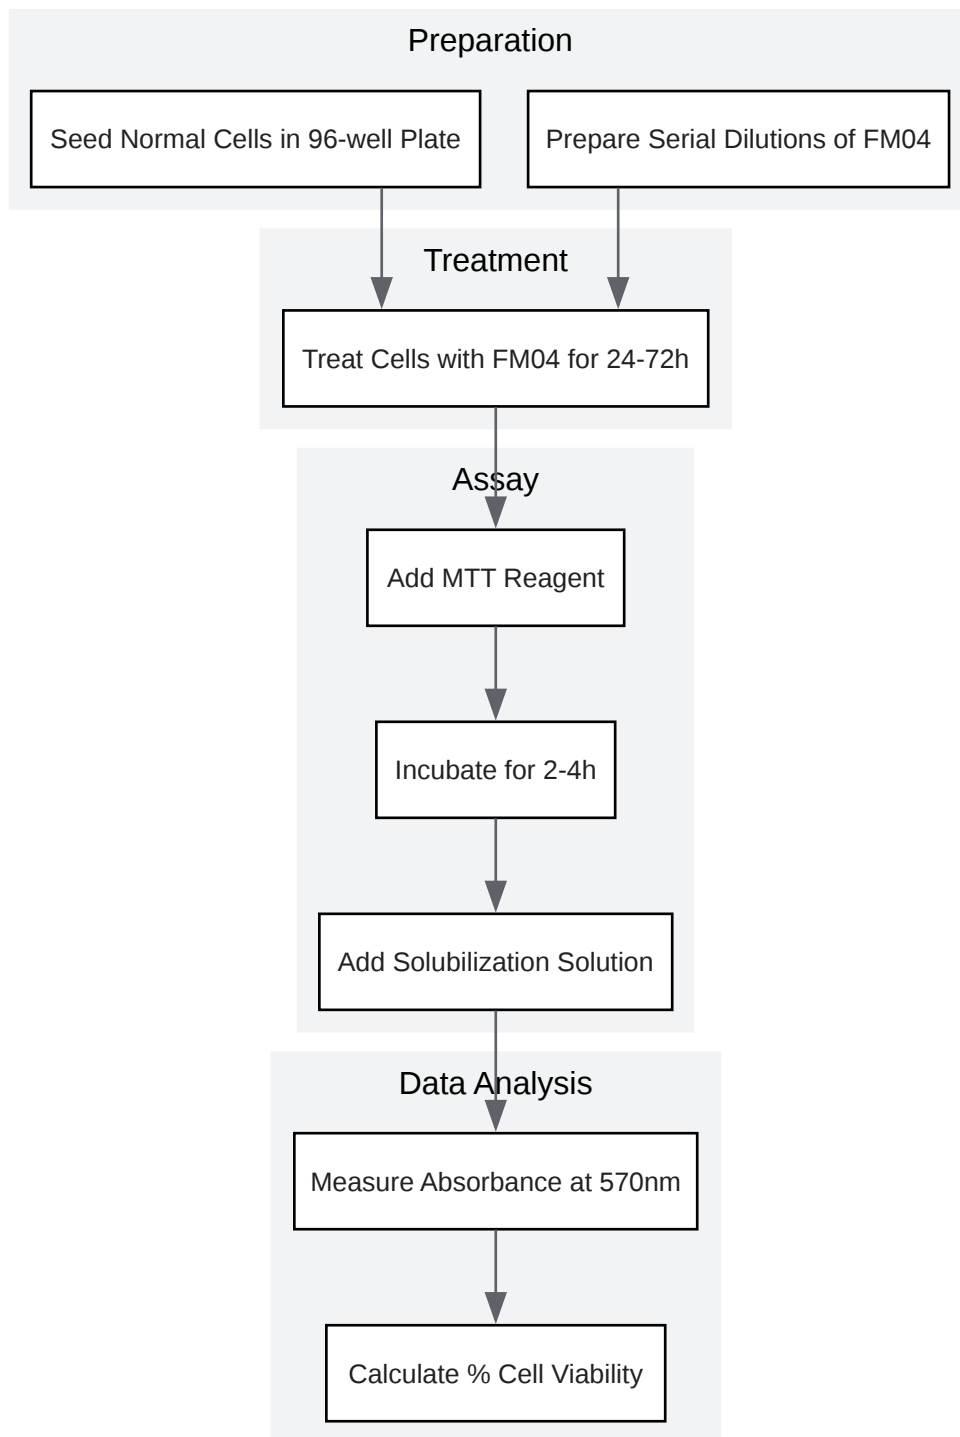 Preparation
Seed Normal Cells in 96-well Plate
Prepare Serial Dilutions of FM04
Treatment
Treat Cells with FM04 for 24-72h
Assay
Add MTT Reagent
Incubate for 2-4h
Add Solubilization Solution
Data Analysis
Measure Absorbance at 570nm
Calculate % Cell Viability